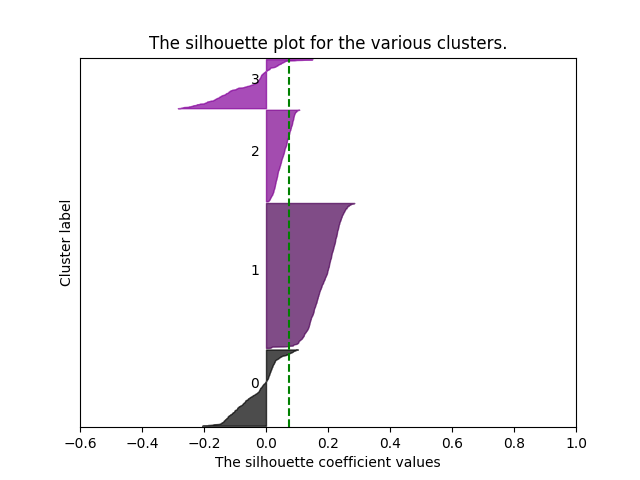 The silhouette plot for the various clusters.
3
2
1
0
Cluster label
−0.6 −0.4 −0.2 0.0 0.2 0.4 0.6 0.8 1.0
The silhouette coefficient values